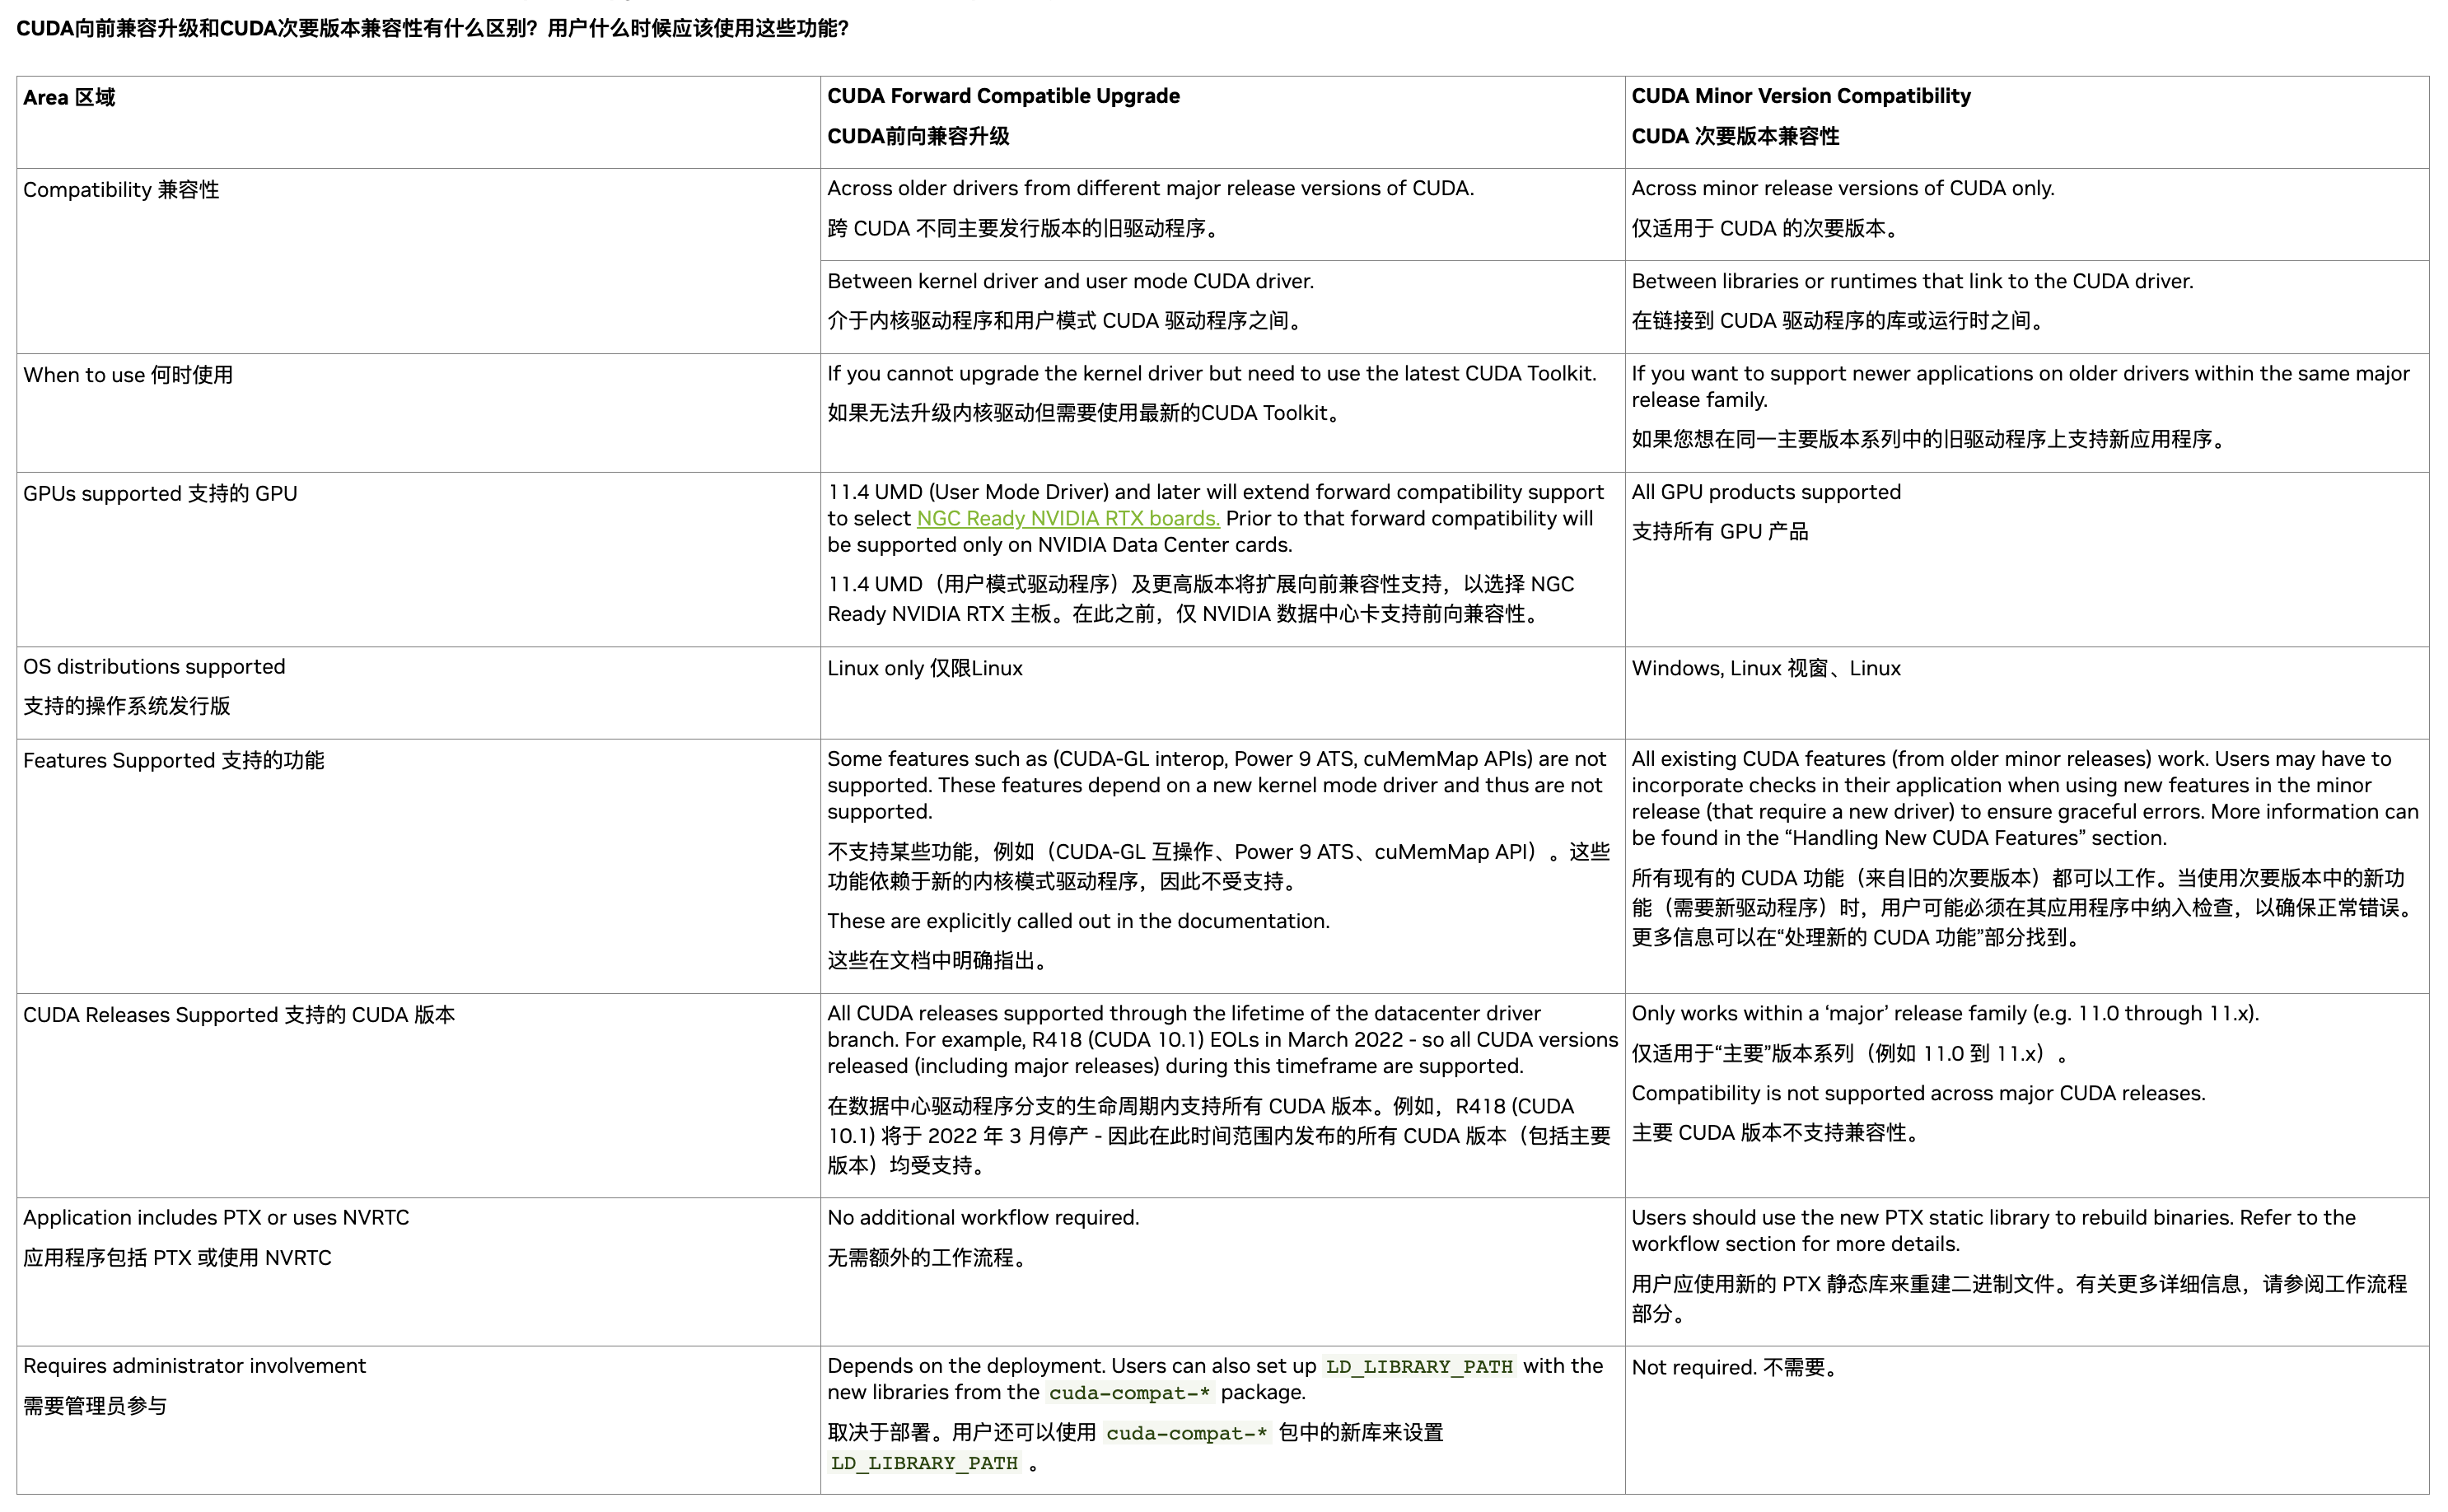 CUDA向前兼容升级和CUDA次要版本兼容性有什么区别？用户什么时候应该使用这些功能？
Area 区域
CUDA Forward Compatible Upgrade
CUDA前向兼容升级
CUDA Minor Version Compatibility
CUDA 次要版本兼容性
Compatibility 兼容性
Across older drivers from different major release versions of CUDA.
跨 CUDA 不同主要发行版本的旧驱动程序。
Across minor release versions of CUDA only.
仅适用于 CUDA 的次要版本。
Between kernel driver and user mode CUDA driver.
介于内核驱动程序和用户模式 CUDA 驱动程序之间。
Between libraries or runtimes that link to the CUDA driver.
在链接到 CUDA 驱动程序的库或运行时之间。
When to use 何时使用
If you cannot upgrade the kernel driver but need to use the latest CUDA Toolkit.
如果无法升级内核驱动但需要使用最新的CUDA Toolkit。
If you want to support newer applications on older drivers within the same major
release family.
如果您想在同一主要版本系列中的旧驱动程序上支持新应用程序。
GPUs supported 支持的 GPU
11.4 UMD (User Mode Driver) and later will extend forward compatibility support
to select NGC Ready NVIDIA RTX boards. Prior to that forward compatibility will
be supported only on NVIDIA Data Center cards.
11.4 UMD（用户模式驱动程序）及更高版本将扩展向前兼容性支持，以选择 NGC
Ready NVIDIA RTX 主板。在此之前，仅 NVIDIA 数据中心卡支持前向兼容性。
All GPU products supported
支持所有 GPU 产品
OS distributions supported
支持的操作系统发行版
Linux only 仅限Linux
Windows, Linux 视窗、Linux
Features Supported 支持的功能
Some features such as (CUDA-GL interop, Power 9 ATS, cuMemMap APIs) are not
supported. These features depend on a new kernel mode driver and thus are not
supported.
不支持某些功能，例如（CUDA-GL 互操作、Power 9 ATS、cuMemMap API）。这些
功能依赖于新的内核模式驱动程序，因此不受支持。
These are explicitly called out in the documentation.
这些在文档中明确指出。
All existing CUDA features (from older minor releases) work. Users may have to
incorporate checks in their application when using new features in the minor
release (that require a new driver) to ensure graceful errors. More information can
be found in the “Handling New CUDA Features” section.
所有现有的 CUDA 功能（来自旧的次要版本）都可以工作。当使用次要版本中的新功
能（需要新驱动程序）时，用户可能必须在其应用程序中纳入检查，以确保正常错误。
更多信息可以在“处理新的 CUDA 功能”部分找到。
CUDA Releases Supported 支持的 CUDA 版本
All CUDA releases supported through the lifetime of the datacenter driver
branch. For example, R418 (CUDA 10.1) EOLs in March 2022 - so all CUDA versions
released (including major releases) during this timeframe are supported.
在数据中心驱动程序分支的生命周期内支持所有 CUDA 版本。例如，R418 (CUDA
10.1) 将于 2022 年 3 月停产 - 因此在此时间范围内发布的所有 CUDA 版本（包括主要
版本）均受支持。
Only works within a ‘major’ release family (e.g. 11.0 through 11.x).
仅适用于“主要”版本系列（例如 11.0 到 11.x）。
Compatibility is not supported across major CUDA releases.
主要 CUDA 版本不支持兼容性。
Application includes PTX or uses NVRTC
应用程序包括 PTX 或使用 NVRTC
No additional workflow required.
无需额外的工作流程。
Users should use the new PTX static library to rebuild binaries. Refer to the
workflow section for more details.
用户应使用新的 PTX 静态库来重建二进制文件。有关更多详细信息，请参阅工作流程
部分。
Requires administrator involvement
需要管理员参与
Depends on the deployment. Users can also set up LD_LIBRARY_PATH with the
new libraries from the cuda-compat-* package.
取决于部署。用户还可以使用 cuda-compat-* 包中的新库来设置
LD_LIBRARY_PATH 。
Not required. 不需要。